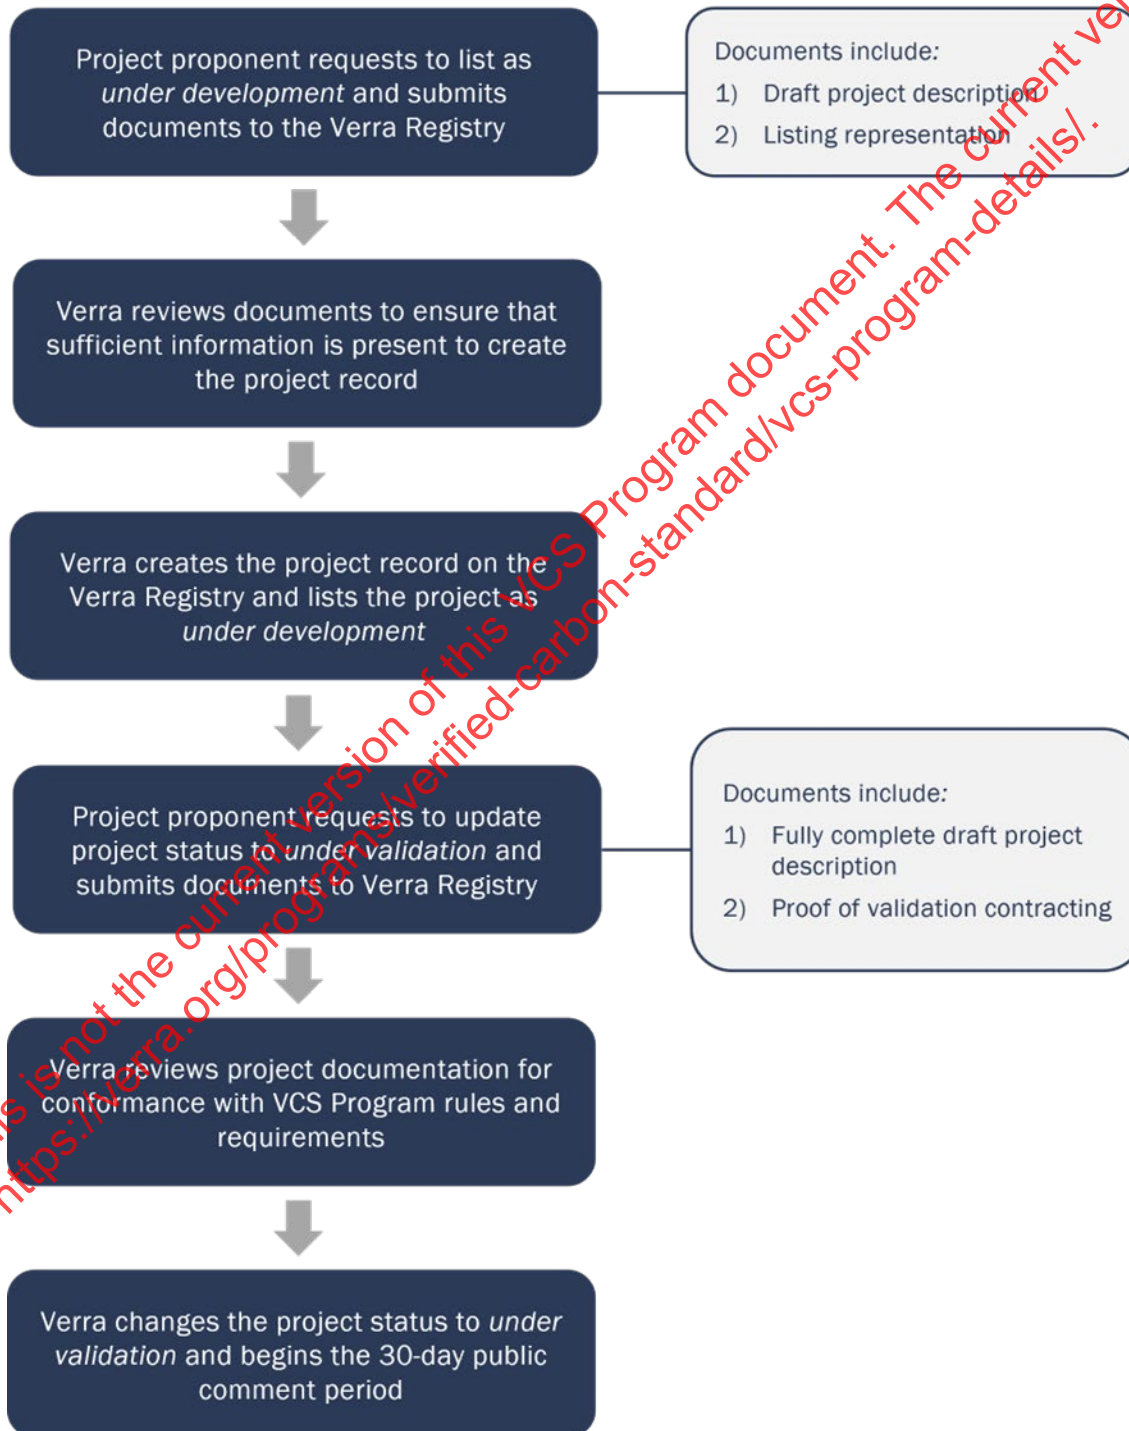 Project proponent requests to list as
under development and submits
documents to the Verra Registry
Documents include:
1) Draft project description
2) Listing representation
Verra reviews documents to ensure that
sufficient information is present to create
the project record
Verra creates the project record on the
Verra Registry and lists the project as
under development
Project proponent requests to update
project status to under validation and
submits documents to Verra Registry
Documents include:
1) Fully complete draft project
description
2) Proof of validation contracting
Verra reviews project documentation for
conformance with VCS Program rules and
requirements
Verra changes the project status to under
validation and begins the 30-day public
comment period
is not the current version of this VCS Program document. The current
https://verra.org/programs/verified-carbon-standard/vcs-program-details/.